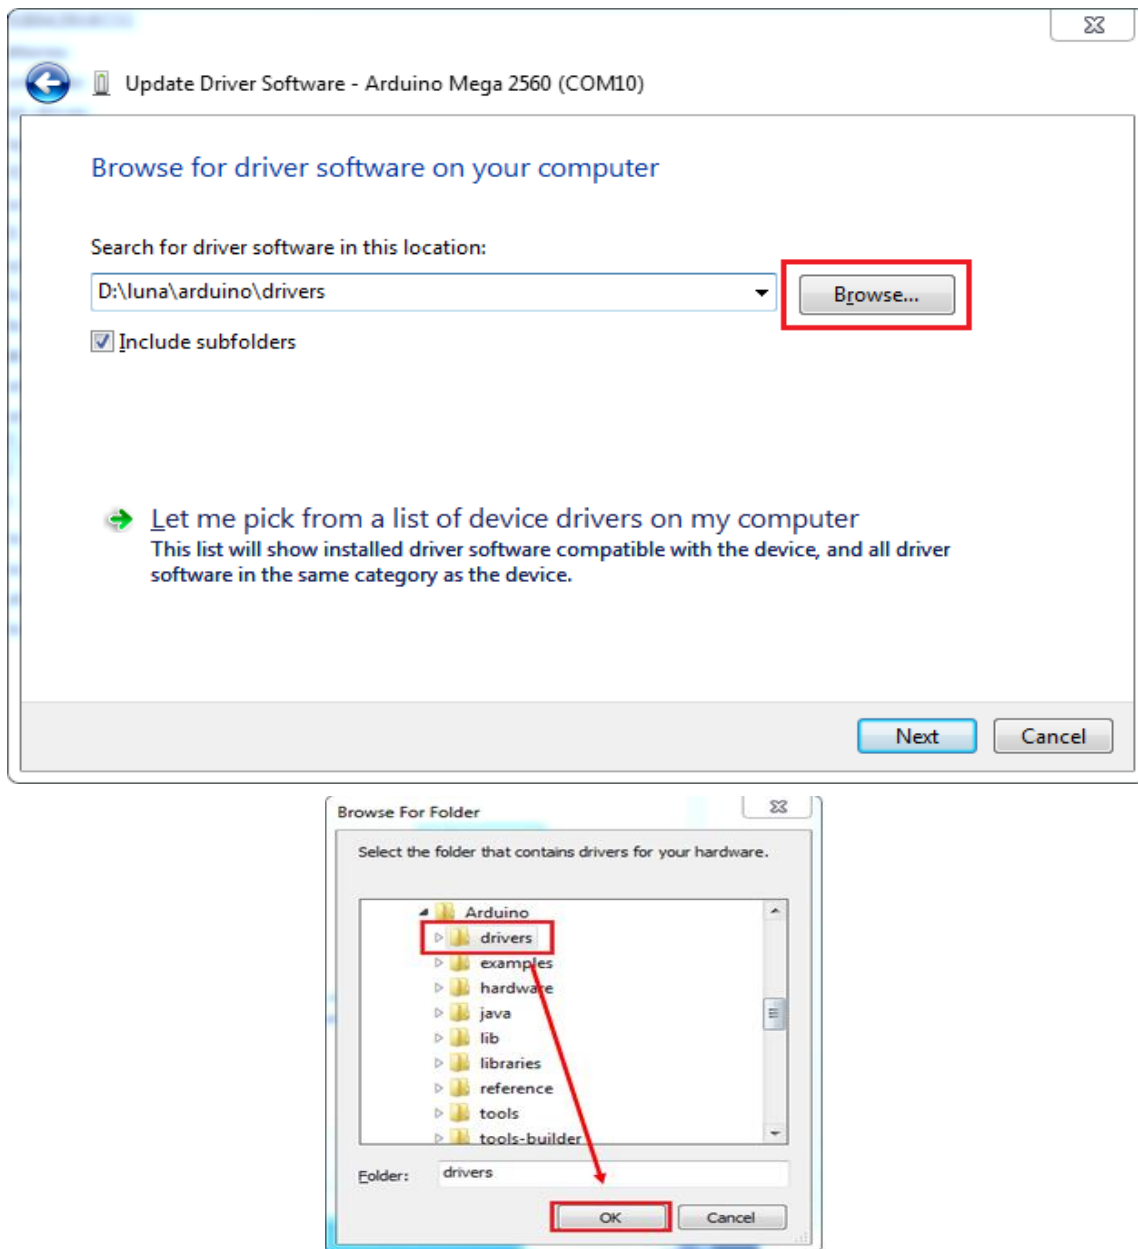 Update Driver Software - Arduino Mega 2560 (COM10)
Browse for driver software on your computer
Search for driver software in this location:
D:\luna\arduino\drivers
Browse...
Include subfolders
Let me pick from a list of device drivers on my computer
This list will show installed driver software compatible with the device, and all driver
software in the same category as the device.
Next
Cancel
Browse For Folder
Select the folder that contains drivers for your hardware.
Arduino
drivers
examples
hardware
java
lib
libraries
reference
tools
tools-builder
Folder:
drivers
OK
Cancel